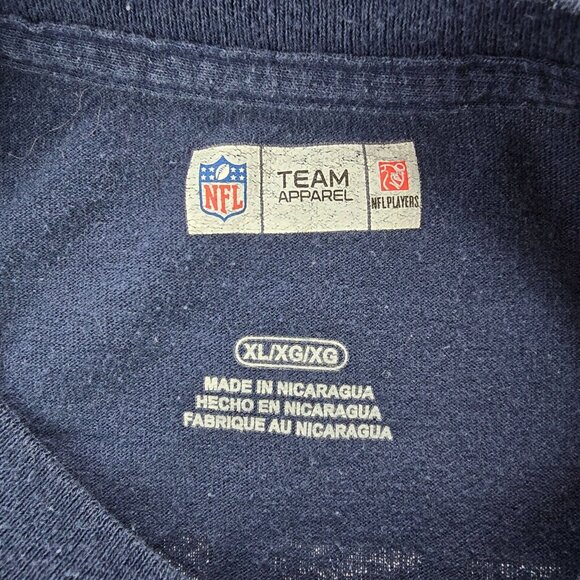 NFL
TEAM
APPAREL
NFL PLAYERS
XL/XG/XG
MADE IN NICARAGUA
HECHO EN NICARAGUA
FABRIQUE AU NICARAGUA